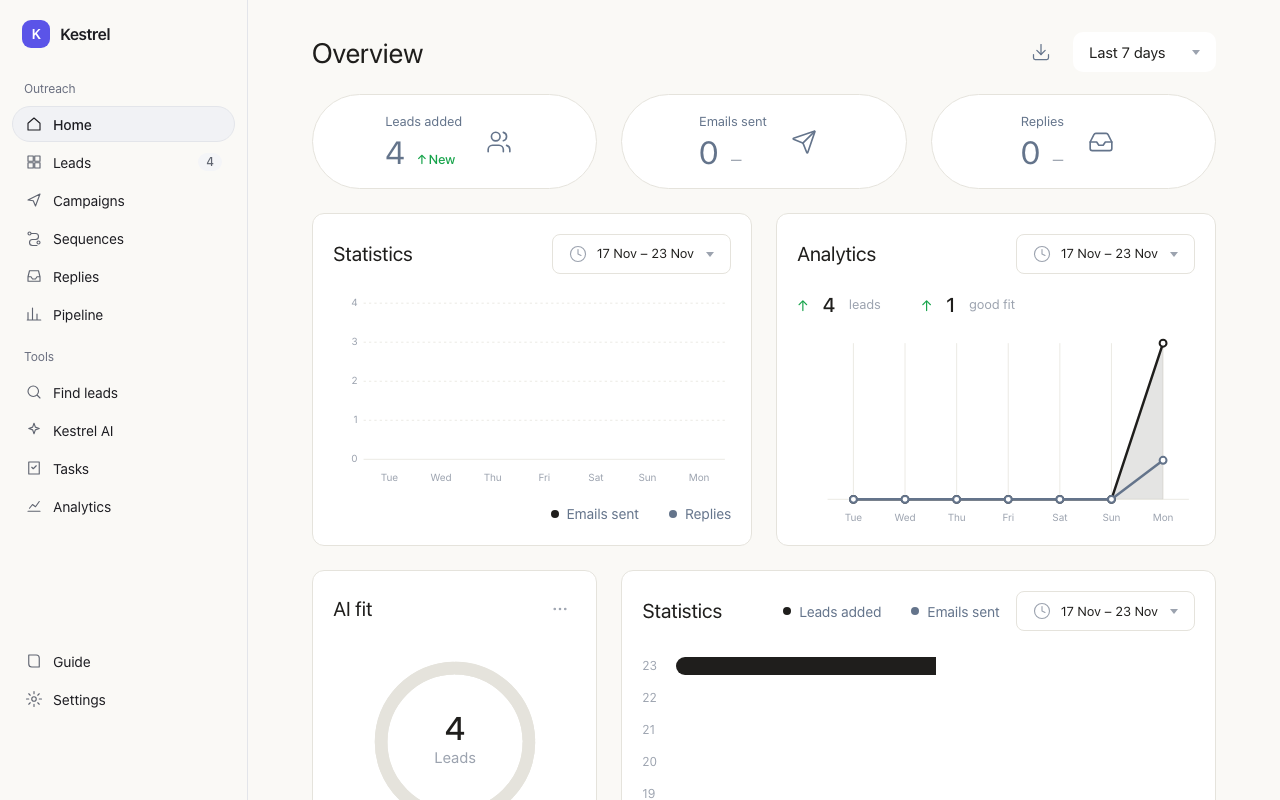 K Kestrel
Outreach
Home
Leads 4
Campaigns
Sequences
Replies
Pipeline
Tools
Find leads
Kestrel AI
Tasks
Analytics
Guide
Settings
Overview
Last 7 days
Leads added
4 ↑ New
Emails sent
0 –
Replies
0 –
Statistics
17 Nov – 23 Nov
4
3
2
1
0
Tue Wed Thu Fri Sat Sun Mon
Emails sent Replies
Analytics
17 Nov – 23 Nov
↑ 4 leads ↑ 1 good fit
Tue Wed Thu Fri Sat Sun Mon
AI fit
4
Leads
Statistics
Leads added Emails sent
17 Nov – 23 Nov
23
22
21
20
19